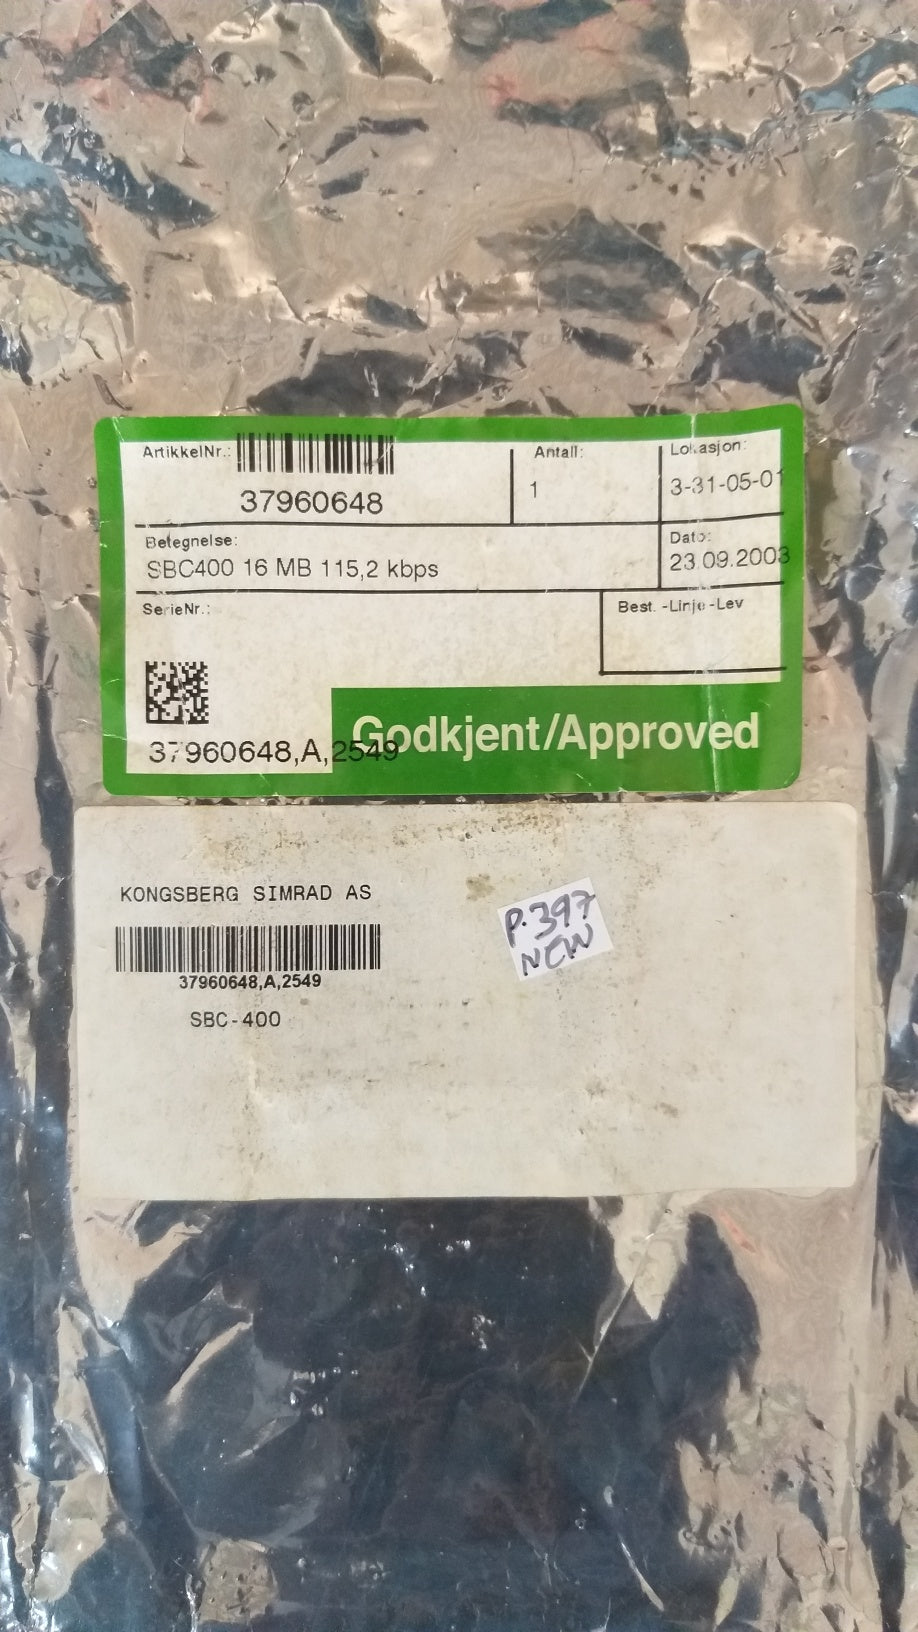 ArtikkelNr.:
37960648
Antall:
1
Lokasjon:
3-31-05-01
Betegnelse:
SBC400 16 MB 115,2 kbps
Dato:
23.09.2003
SerieNr.:
Best. -Linje -Lev
37960648,A,2549
Godkjent/Approved
KONGSBERG SIMRAD AS
37960648,A,2549
SBC-400
P.397
NEW